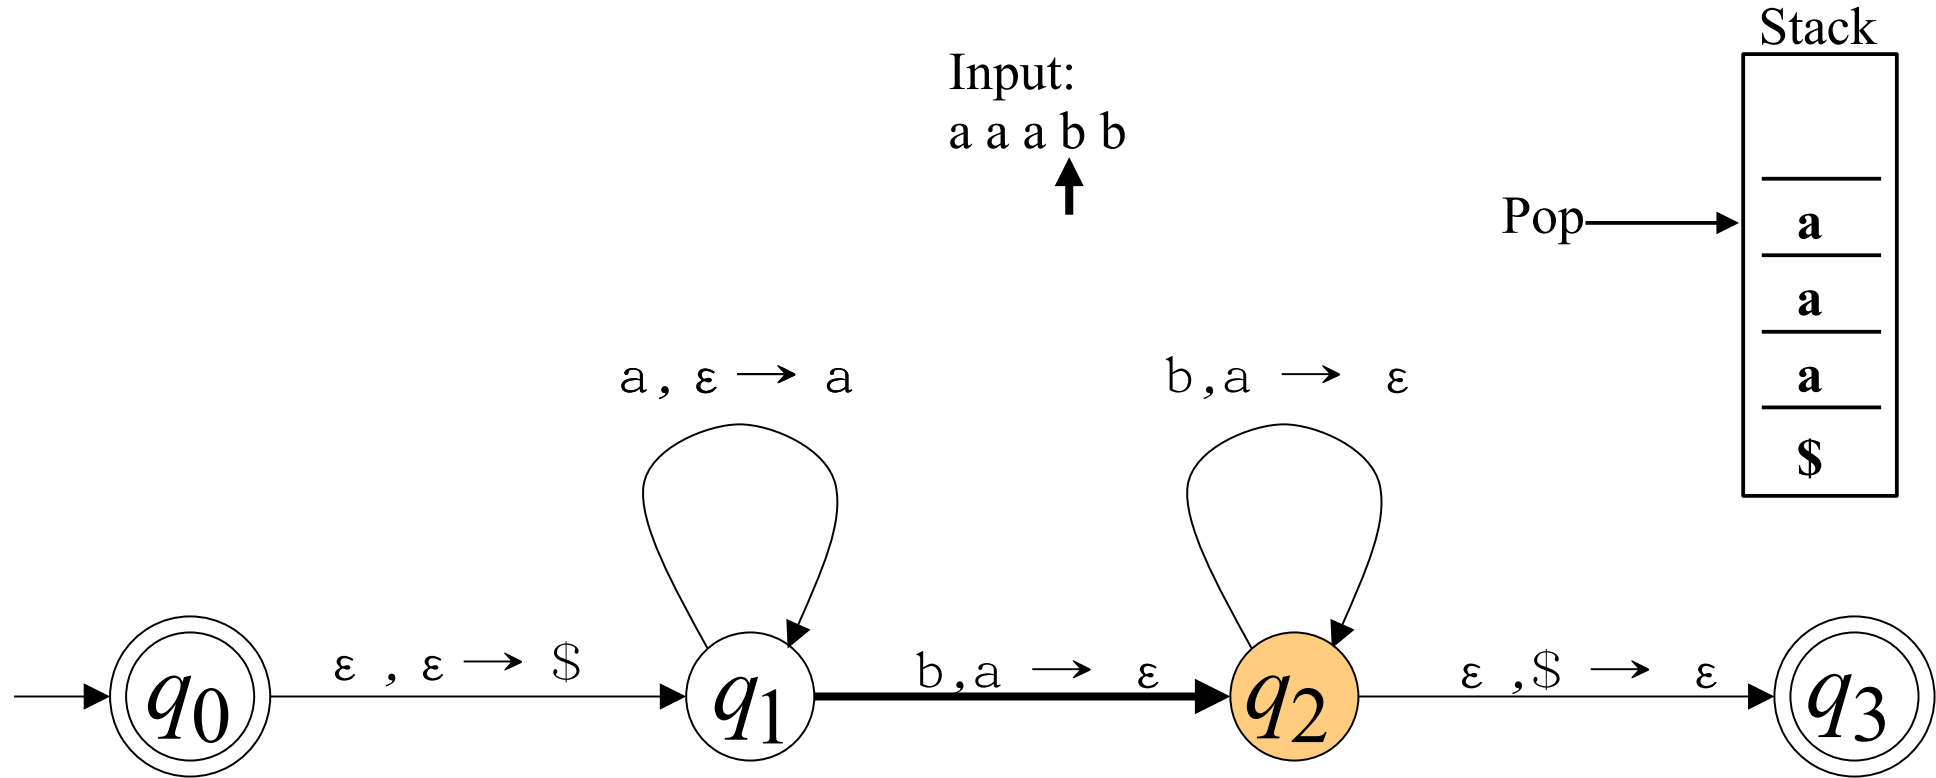 Stack
Input:
a a a b b
Pop
a
a
a
$
a, ε → a
b,a → ε
ε , ε → $
b,a → ε
ε ,$ → ε
q0
q1
q2
q3